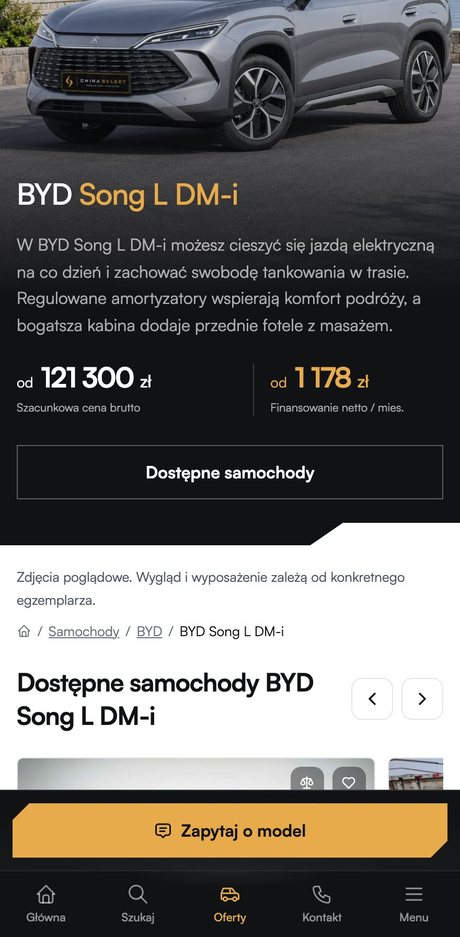 CHINA SELECT
BYD Song L DM-i
W BYD Song L DM-i możesz cieszyć się jazdą elektryczną
na co dzień i zachować swobodę tankowania w trasie.
Regulowane amortyzatory wspierają komfort podróży, a
bogatsza kabina dodaje przednie fotele z masażem.
od 121 300 zł
Szacunkowa cena brutto
od 1 178 zł
Finansowanie netto / mies.
Dostępne samochody
Zdjęcia poglądowe. Wygląd i wyposażenie zależą od konkretnego
egzemplarza.
/ Samochody / BYD / BYD Song L DM-i
Dostępne samochody BYD
Song L DM-i
Zapytaj o model
Główna
Szukaj
Oferty
Kontakt
Menu